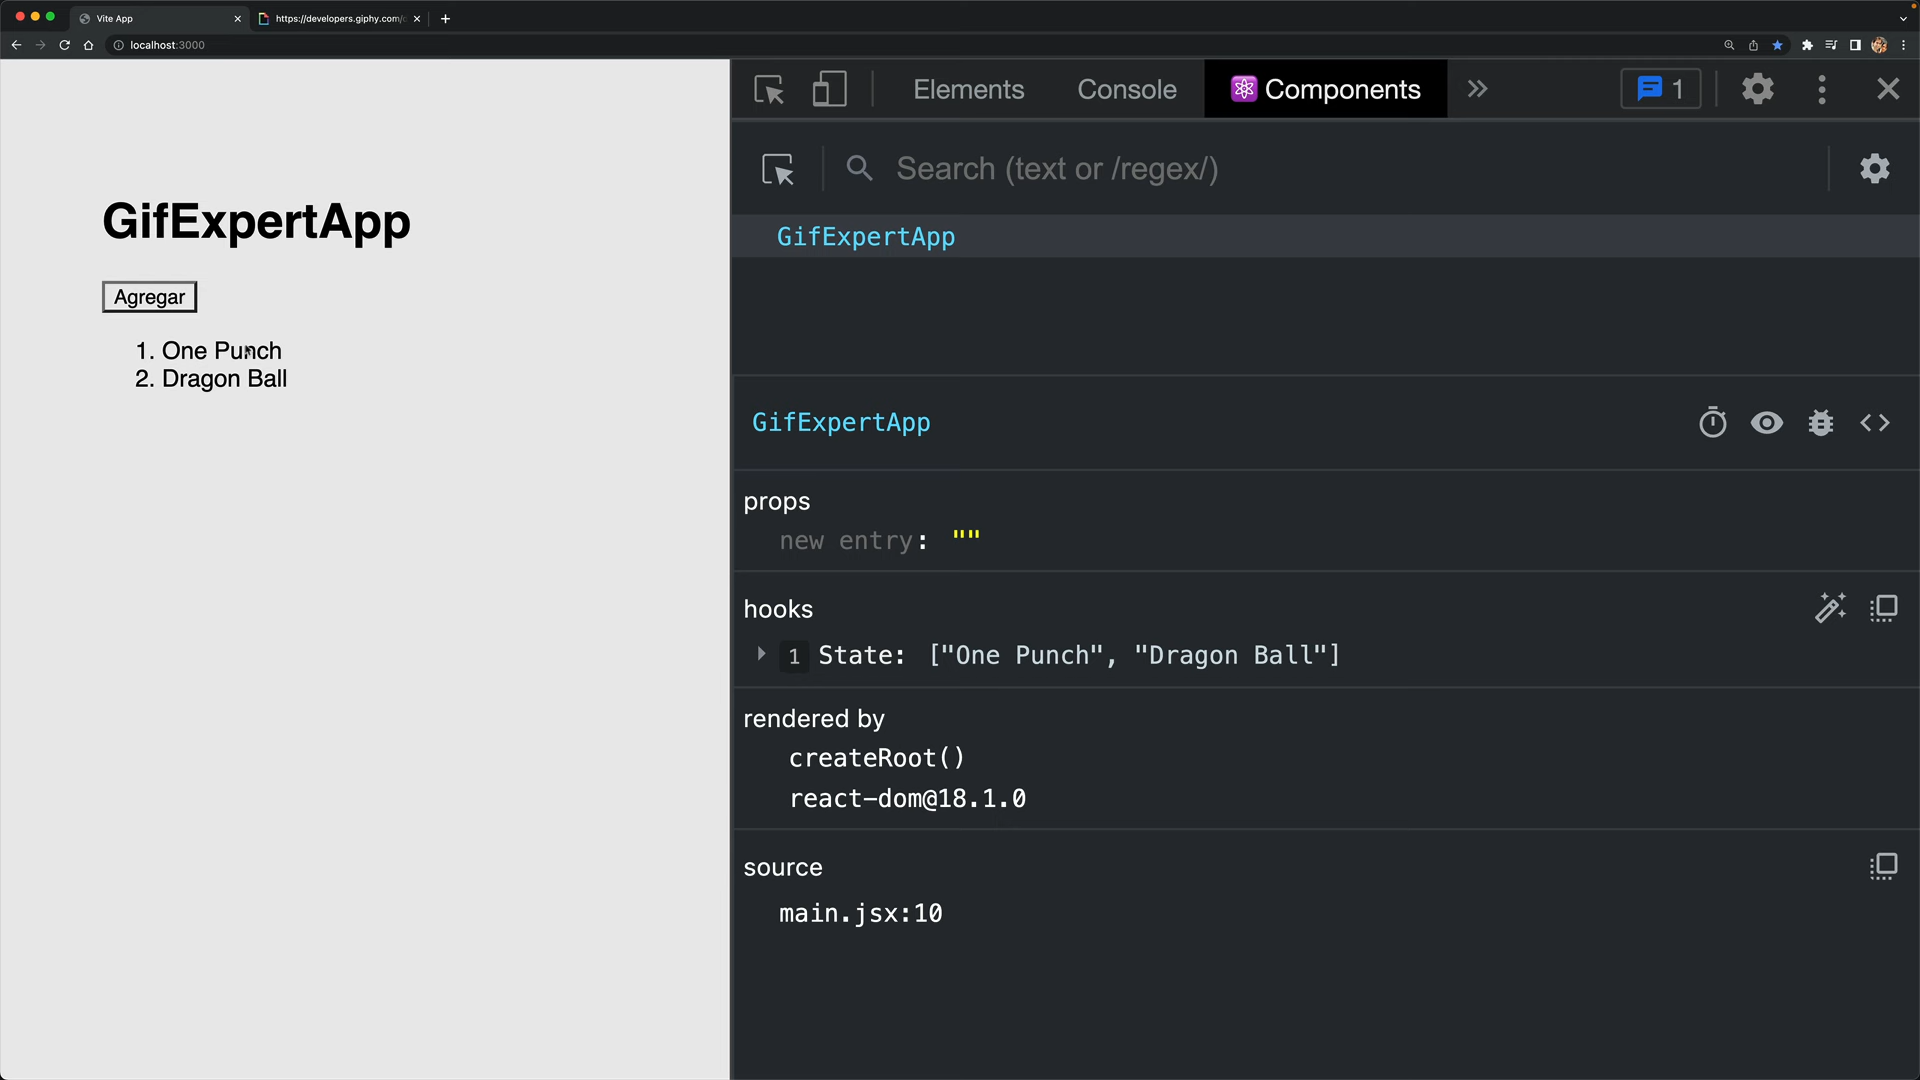 Vite App
https://developers.giphy.com/
localhost:3000
GifExpertApp
Agregar
1. One Punch
2. Dragon Ball
Elements
Console
Components
1
Search (text or /regex/)
GifExpertApp
GifExpertApp
props
new entry: ""
hooks
1 State: ["One Punch", "Dragon Ball"]
rendered by
createRoot()
react-dom@18.1.0
source
main.jsx:10